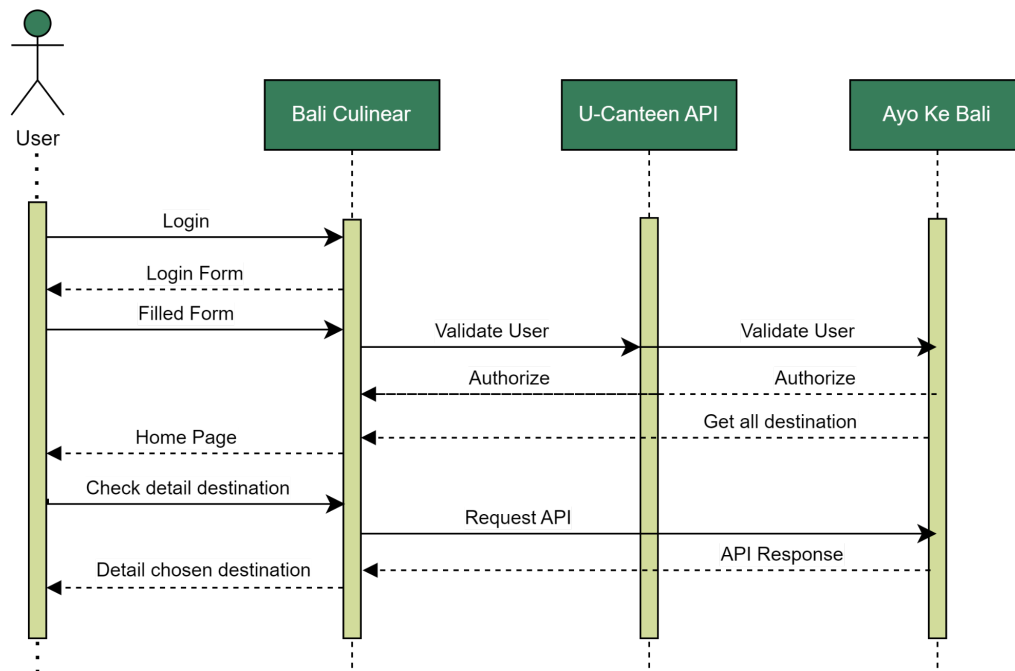 User
Bali Culinear
U-Canteen API
Ayo Ke Bali
Login
Login Form
Filled Form
Validate User
Validate User
Authorize
Authorize
Get all destination
Home Page
Check detail destination
Request API
API Response
Detail chosen destination